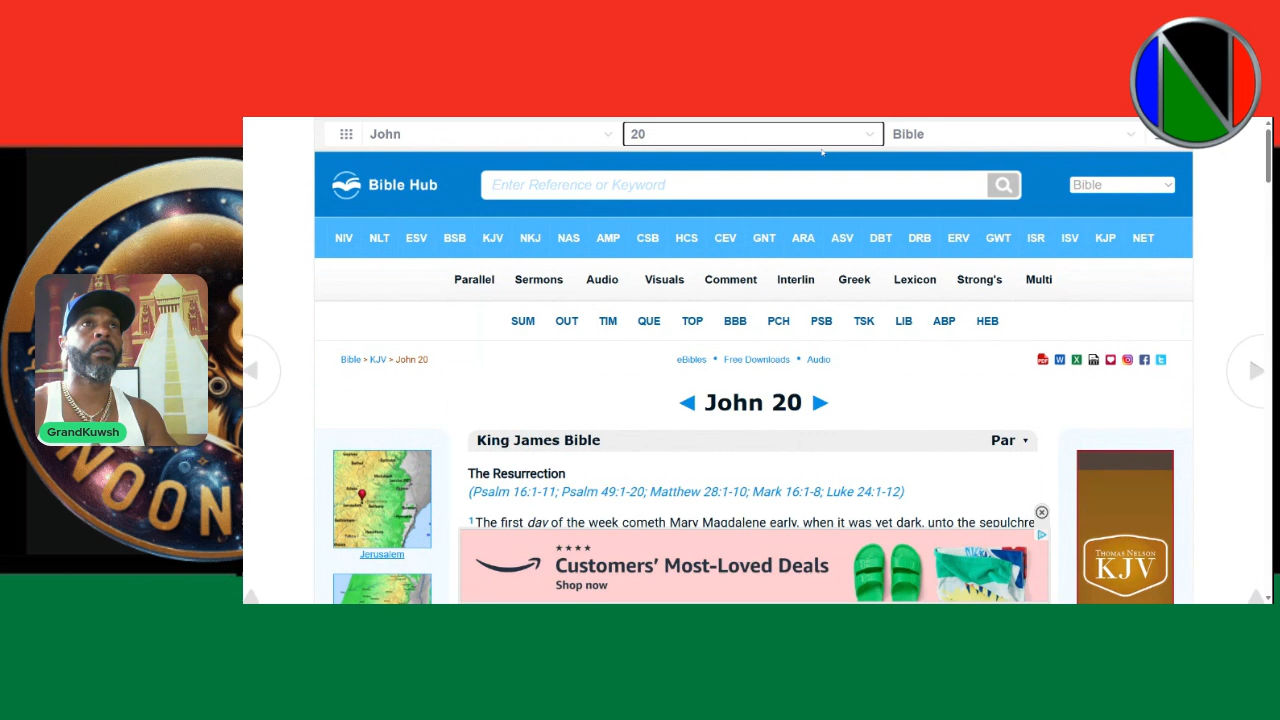 John 20 Bible
Bible Hub Enter Reference or Keyword Bible
NIV NLT ESV BSB KJV NKJ NAS AMP CSB HCS CEV GNT ARA ASV DBT DRB ERV GWT ISR ISV KJP NET
Parallel Sermons Audio Visuals Comment Interlin Greek Lexicon Strong's Multi
SUM OUT TIM QUE TOP BBB PCH PSB TSK LIB ABP HEB
Bible > KJV > John 20 eBibles • Free Downloads • Audio
◄ John 20 ►
King James Bible Par ▾
The Resurrection
(Psalm 16:1-11; Psalm 49:1-20; Matthew 28:1-10; Mark 16:1-8; Luke 24:1-12)
1 The first day of the week cometh Mary Magdalene early, when it was yet dark, unto the sepulchre
Jerusalem
Customers' Most-Loved Deals
Shop now
THOMAS NELSON
KJV
GrandKuwsh
NOON
N